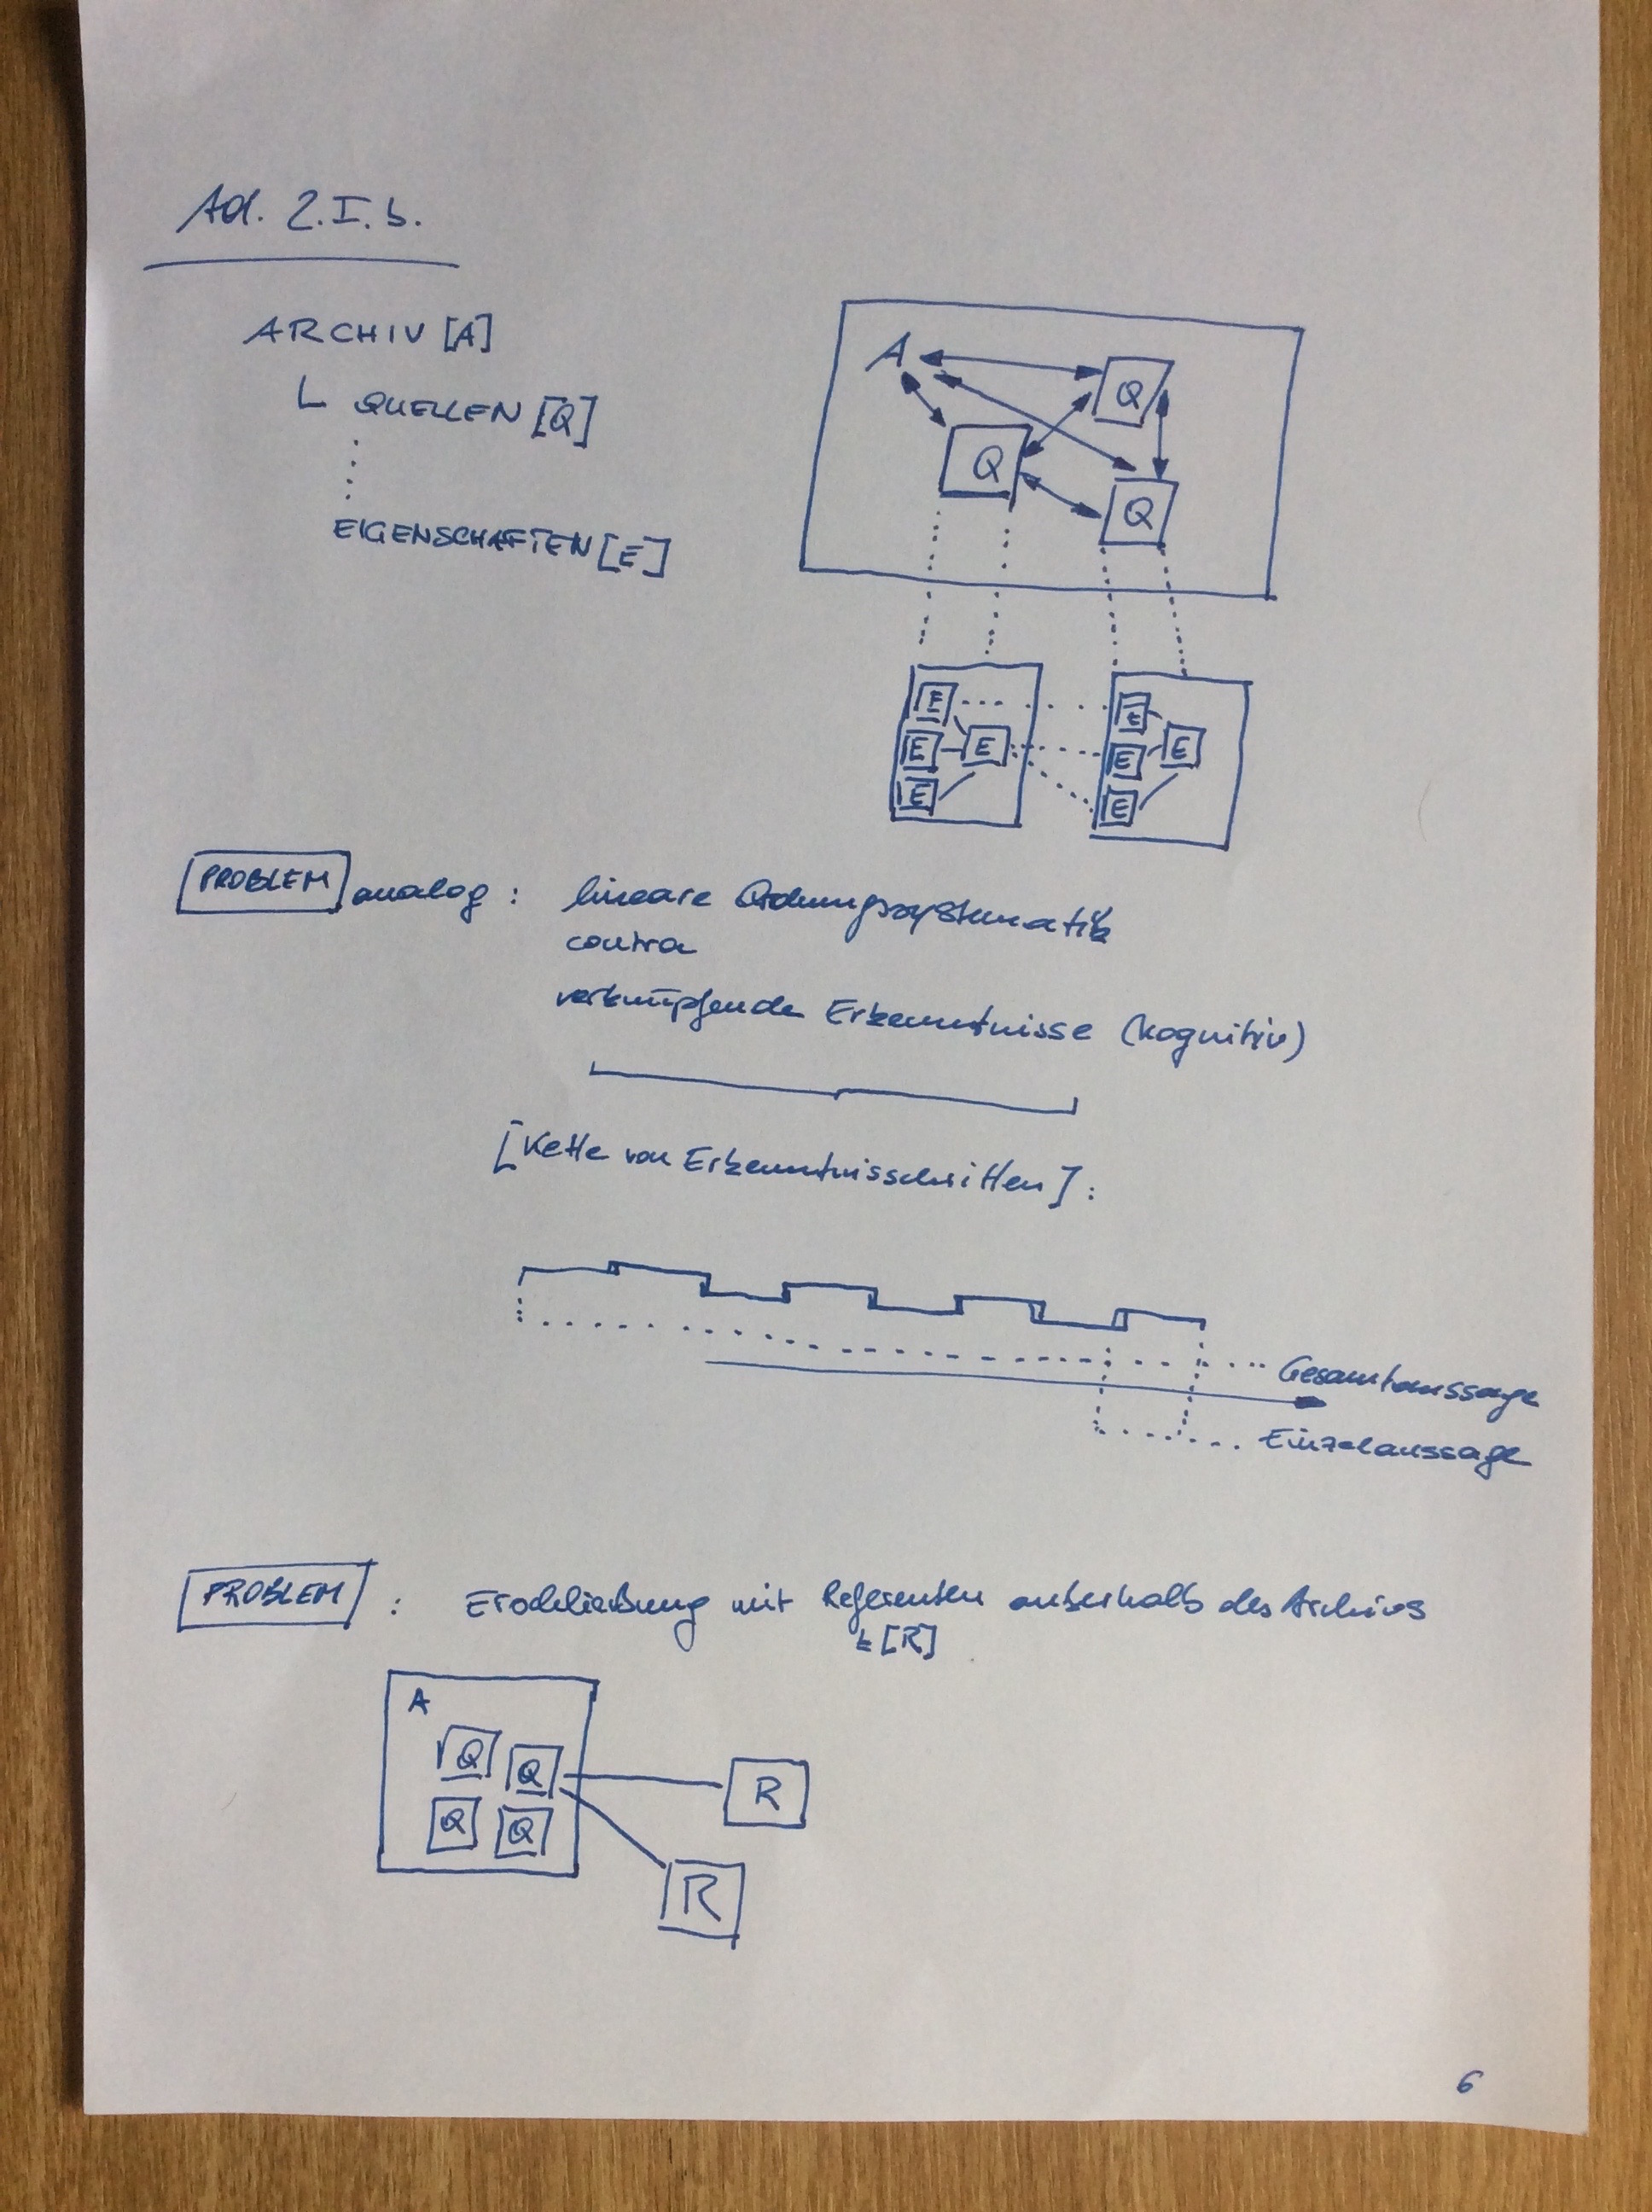 Ad. 2.I.b.
ARCHIV [A]
QUELLEN [Q]
EIGENSCHAFTEN [E]
A
Q
Q
Q
E
E
E
E
E
E
E
E
PROBLEM analog : lineare Ordnungssystematik
contra
verknüpfende Erkenntnisse (kognitiv)
[Kette von Erkenntnisschritten] :
Gesamtaussage
Einzelaussage
PROBLEM : Erschließung mit Referenten außerhalb des Archivs
[R]
A
Q
Q
Q
Q
R
R
6